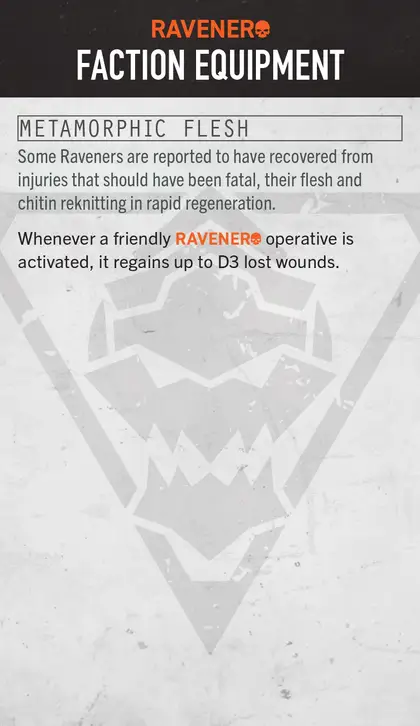 RAVENER
FACTION EQUIPMENT
METAMORPHIC FLESH
Some Raveners are reported to have recovered from
injuries that should have been fatal, their flesh and
chitin reknitting in rapid regeneration.
Whenever a friendly RAVENER operative is
activated, it regains up to D3 lost wounds.